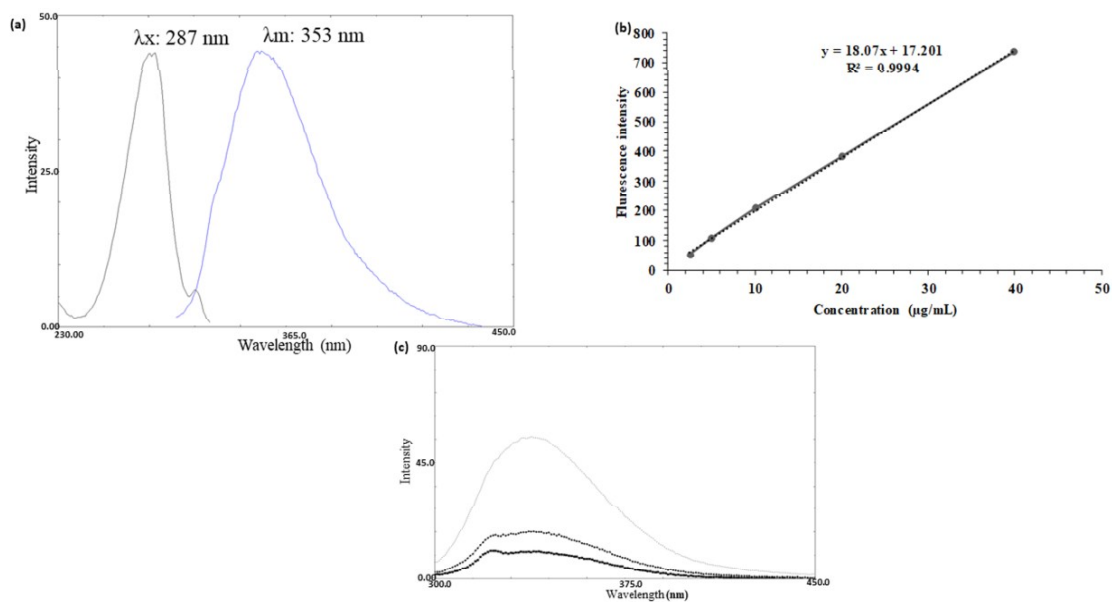 (a)
50.0
λx: 287 nm
λm: 353 nm
Intensity
25.0
0.00
230.00
365.0
450.0
Wavelength (nm)
(b)
y = 18.07x + 17.201
R² = 0.9994
Flurescence intensity
800
700
600
500
400
300
200
100
0
0
10
20
30
40
50
Concentration (µg/mL)
(c)
90.0
Intensity
45.0
0.00
300.0
375.0
450.0
Wavelength (nm)